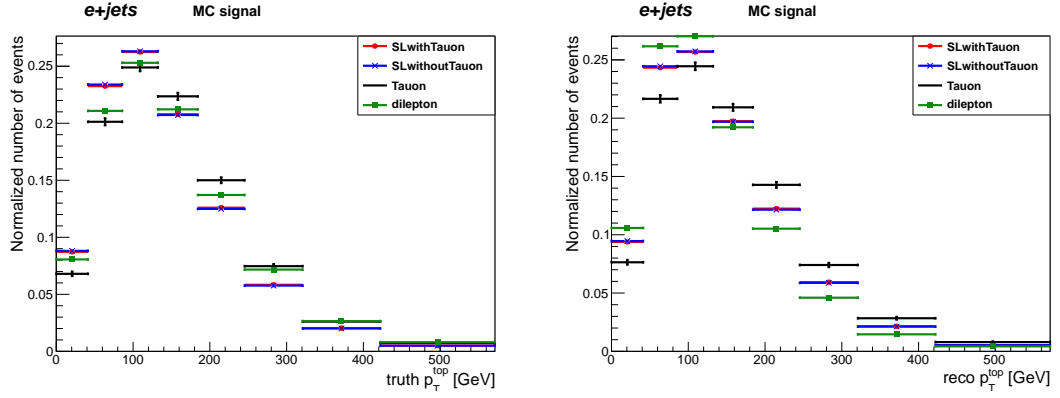 e+jets MC signal
Normalized number of events
0.25
0.2
0.15
0.1
0.05
0
SLwithTauon
SLwithoutTauon
Tauon
dilepton
0 100 200 300 400 500
truth p_T^top [GeV]
e+jets MC signal
Normalized number of events
0.25
0.2
0.15
0.1
0.05
0
SLwithTauon
SLwithoutTauon
Tauon
dilepton
0 100 200 300 400 500
reco p_T^top [GeV]